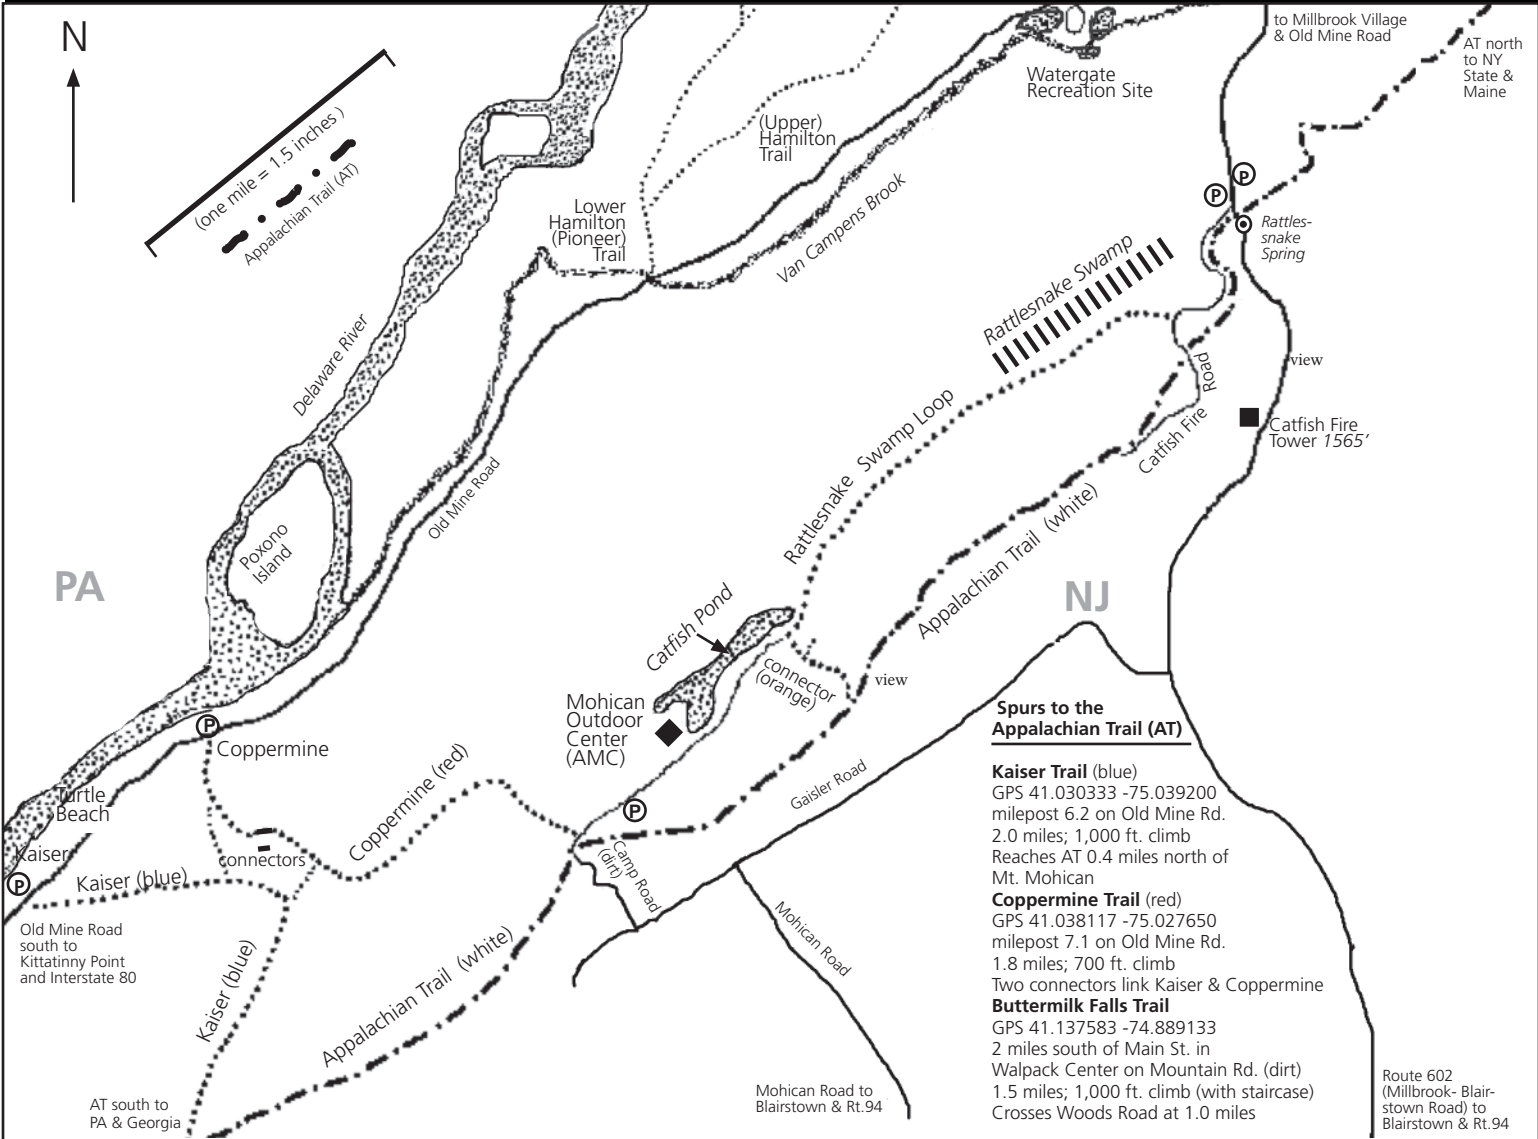 N
to Millbrook Village
& Old Mine Road
AT north
to NY
State &
Maine
Watergate
Recreation Site
(one mile = 1.5 inches )
Appalachian Trail (AT)
(Upper)
Hamilton
Trail
Lower
Hamilton
(Pioneer)
Trail
Van Campens Brook
P
P
Rattles-
snake
Spring
Rattlesnake Swamp
Delaware River
view
Road
Catfish Fire
Catfish Fire
Tower 1565'
Rattlesnake Swamp Loop
Old Mine Road
Appalachian Trail (white)
Poxono
Island
PA
NJ
Catfish Pond
connector
(orange)
view
Mohican
Outdoor
Center
(AMC)
P
Coppermine
Coppermine (red)
Turtle
Beach
Kaiser
P
Kaiser (blue)
connectors
P
Camp Road
(dirt)
Gaisler Road
Mohican Road
Old Mine Road
south to
Kittatinny Point
and Interstate 80
Kaiser (blue)
Appalachian Trail (white)
AT south to
PA & Georgia
Mohican Road to
Blairstown & Rt.94
Spurs to the
Appalachian Trail (AT)
Kaiser Trail (blue)
GPS 41.030333 -75.039200
milepost 6.2 on Old Mine Rd.
2.0 miles; 1,000 ft. climb
Reaches AT 0.4 miles north of
Mt. Mohican
Coppermine Trail (red)
GPS 41.038117 -75.027650
milepost 7.1 on Old Mine Rd.
1.8 miles; 700 ft. climb
Two connectors link Kaiser & Coppermine
Buttermilk Falls Trail
GPS 41.137583 -74.889133
2 miles south of Main St. in
Walpack Center on Mountain Rd. (dirt)
1.5 miles; 1,000 ft. climb (with staircase)
Crosses Woods Road at 1.0 miles
Route 602
(Millbrook- Blair-
stown Road) to
Blairstown & Rt.94